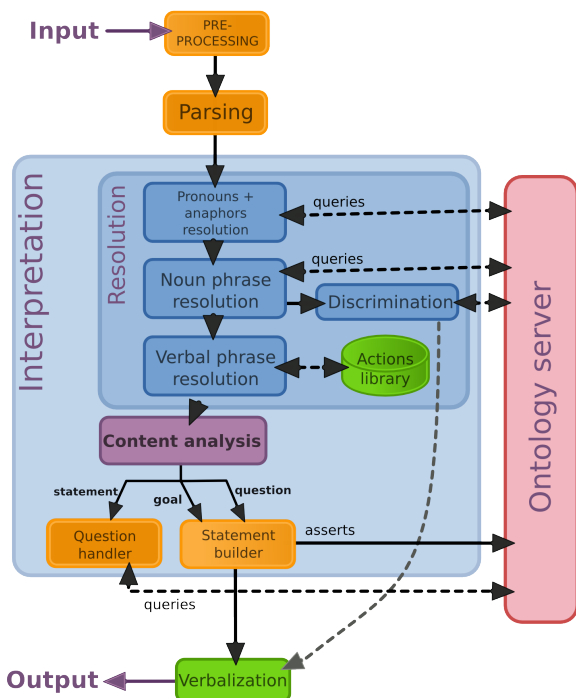 Input
PRE-
PROCESSING
Parsing
Interpretation
Resolution
Pronouns +
anaphors
resolution
queries
Noun phrase
resolution
queries
Discrimination
Verbal phrase
resolution
Actions
library
Ontology server
Content analysis
statement
goal
question
Question
handler
Statement
builder
asserts
queries
Verbalization
Output